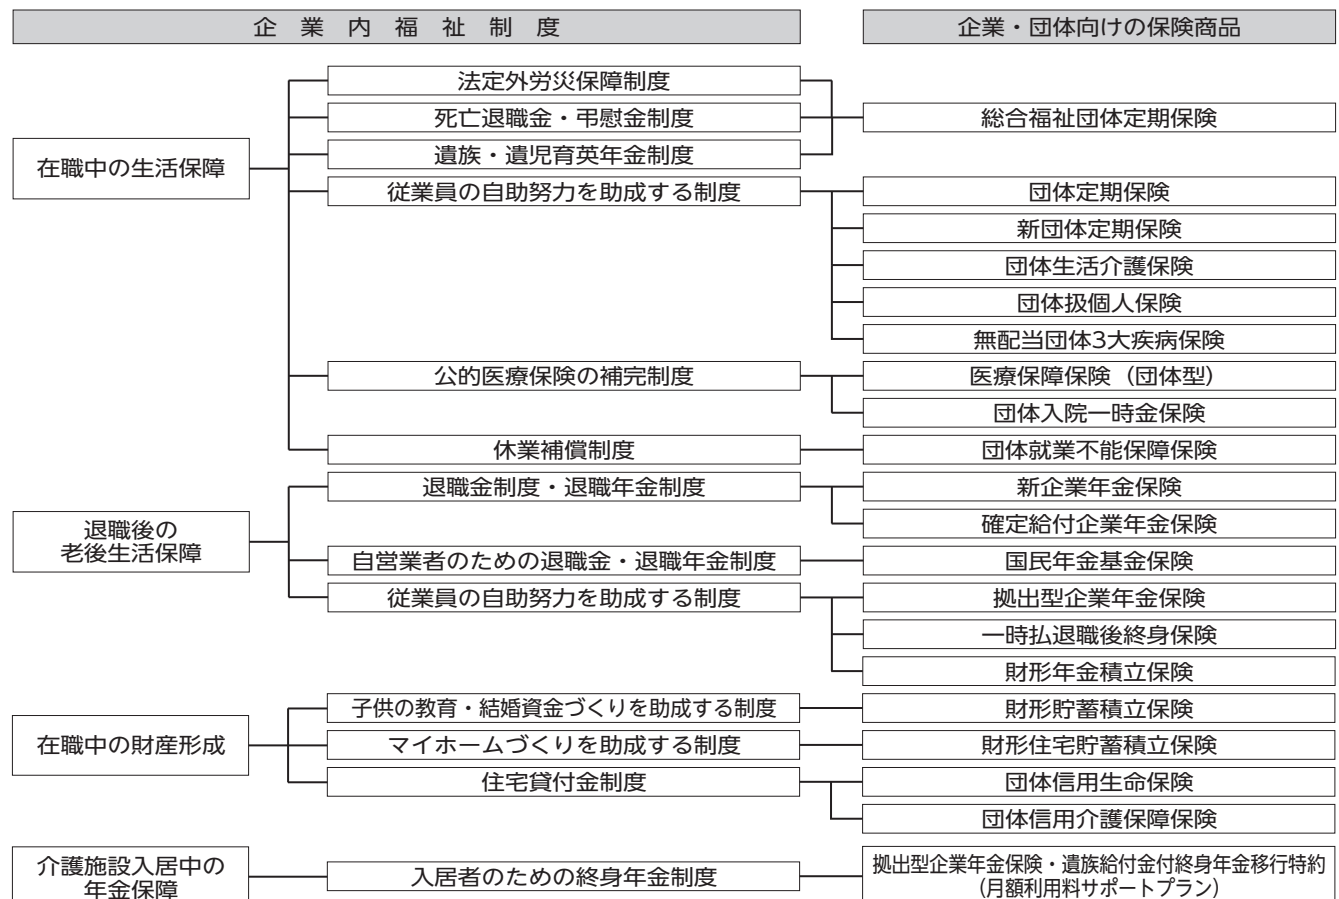 企業内福祉制度
企業・団体向けの保険商品
在職中の生活保障
法定外労災保障制度
死亡退職金・弔慰金制度
遺族・遺児育英年金制度
総合福祉団体定期保険
従業員の自助努力を助成する制度
団体定期保険
新団体定期保険
団体生活介護保険
団体扱個人保険
無配当団体3大疾病保険
公的医療保険の補完制度
医療保障保険（団体型）
団体入院一時金保険
休業補償制度
団体就業不能保障保険
退職後の
老後生活保障
退職金制度・退職年金制度
新企業年金保険
確定給付企業年金保険
自営業者のための退職金・退職年金制度
国民年金基金保険
従業員の自助努力を助成する制度
拠出型企業年金保険
一時払退職後終身保険
財形年金積立保険
在職中の財産形成
子供の教育・結婚資金づくりを助成する制度
財形貯蓄積立保険
マイホームづくりを助成する制度
財形住宅貯蓄積立保険
住宅貸付金制度
団体信用生命保険
団体信用介護保障保険
介護施設入居中の
年金保障
入居者のための終身年金制度
拠出型企業年金保険・遺族給付金付終身年金移行特約
（月額利用料サポートプラン）